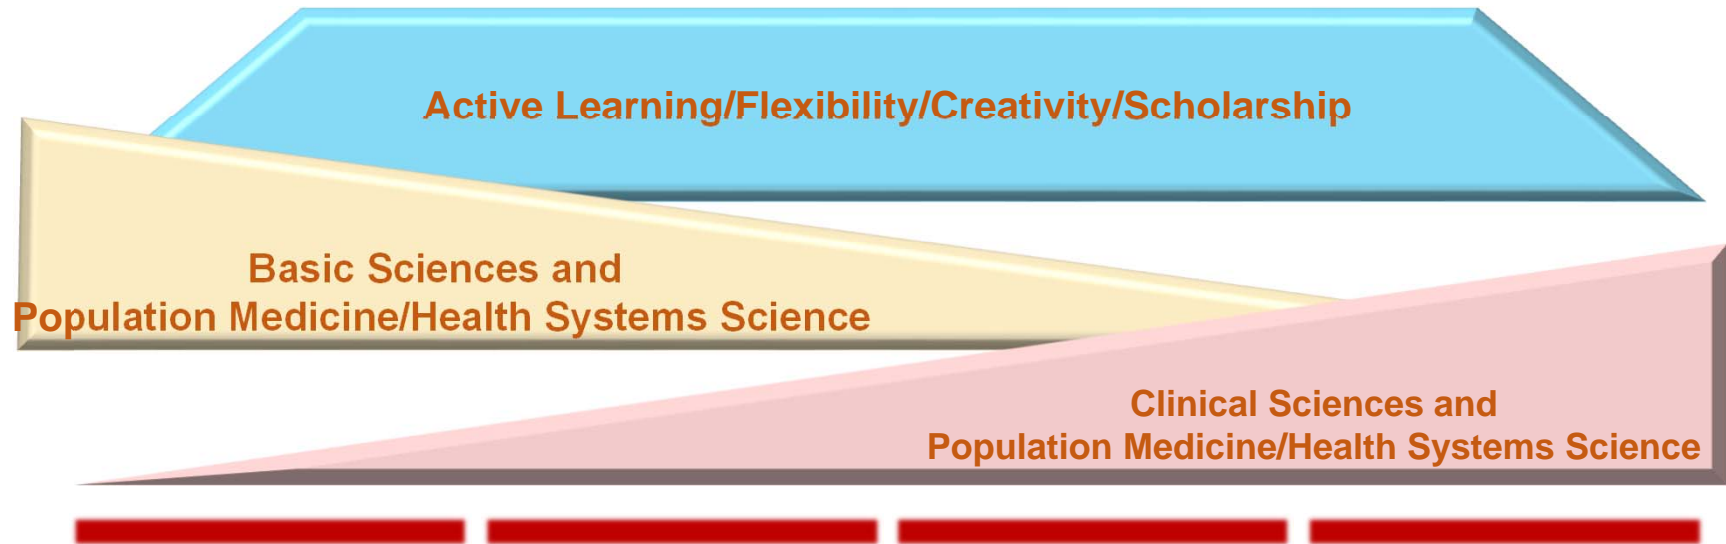 Active Learning/Flexibility/Creativity/Scholarship
Basic Sciences and
Population Medicine/Health Systems Science
Clinical Sciences and
Population Medicine/Health Systems Science